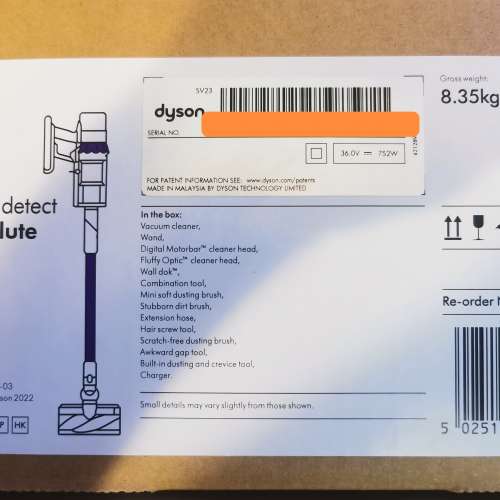 Gross weight:
8.35kg
SV23
dyson
SERIAL NO.
36.0V 752W
FOR PATENT INFORMATION SEE: www.dyson.com/patents
MADE IN MALAYSIA BY DYSON TECHNOLOGY LIMITED
detect
lute
In the box:
Vacuum cleaner,
Wand,
Digital Motorbar™ cleaner head,
Fluffy Optic™ cleaner head,
Wall dok™,
Combination tool,
Mini soft dusting brush,
Stubborn dirt brush,
Extension hose,
Hair screw tool,
Scratch-free dusting brush,
Awkward gap tool,
Built-in dusting and crevice tool,
Charger.
Small details may vary slightly from those shown.
-03
son 2022
P HK
Re-order N
5 0251